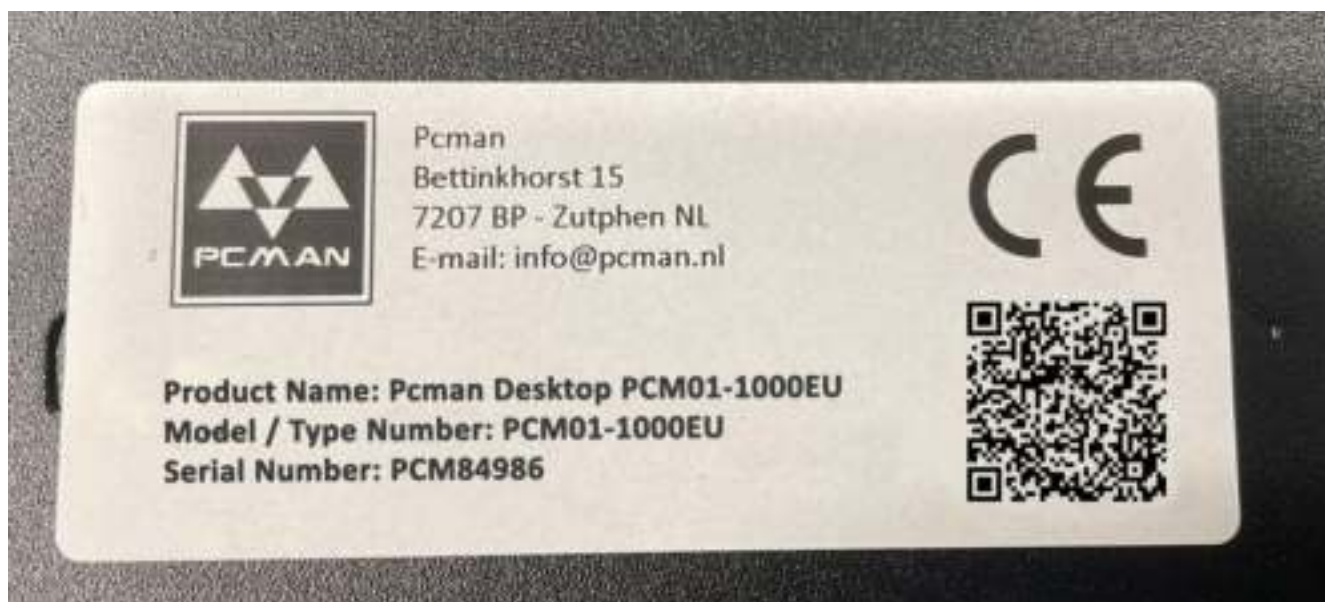 PCMAN
Pcman
Bettinkhorst 15
7207 BP - Zutphen NL
E-mail: info@pcman.nl
CE
Product Name: Pcman Desktop PCM01-1000EU
Model / Type Number: PCM01-1000EU
Serial Number: PCM84986